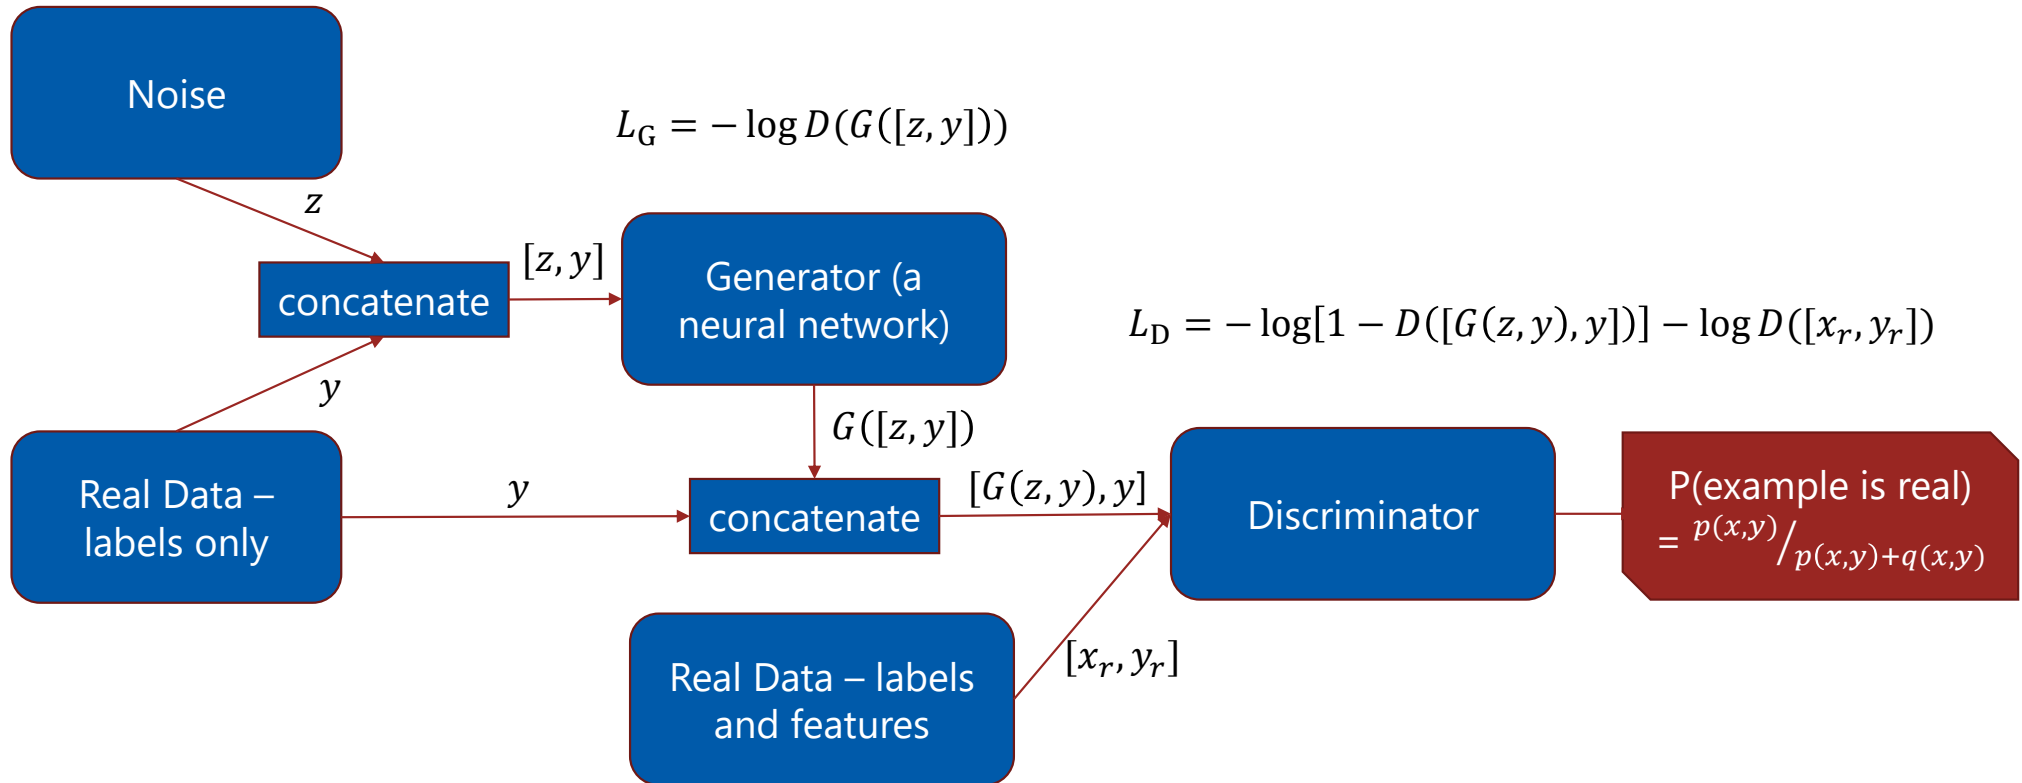 Noise
L_G = − log D(G([z, y]))
z
[z, y]
concatenate
Generator (a
neural network)
y
L_D = − log[1 − D([G(z, y), y])] − log D([x_r, y_r])
G([z, y])
Real Data –
labels only
y
concatenate
[G(z, y), y]
Discriminator
P(example is real)
= p(x,y)/p(x,y)+q(x,y)
[x_r, y_r]
Real Data – labels
and features